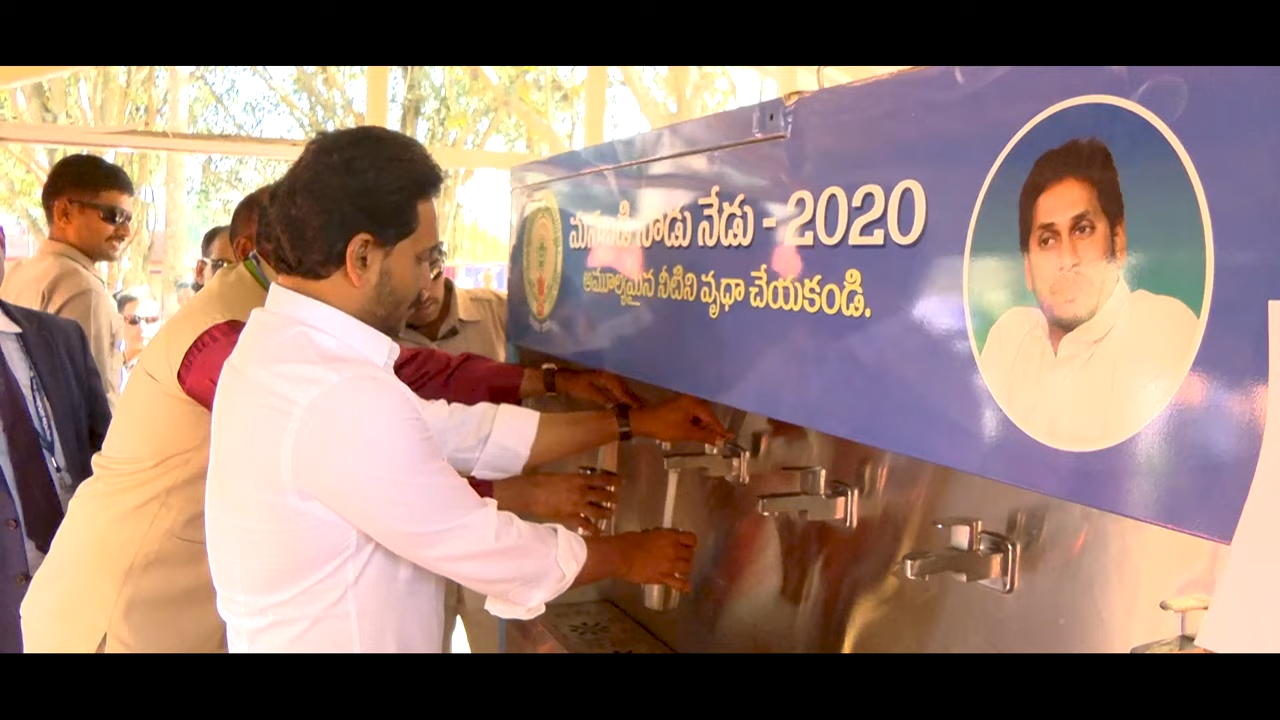 మనబడి నాడు నేడు - 2020
అమూల్యమైన నీటిని వృధా చేయకండి.